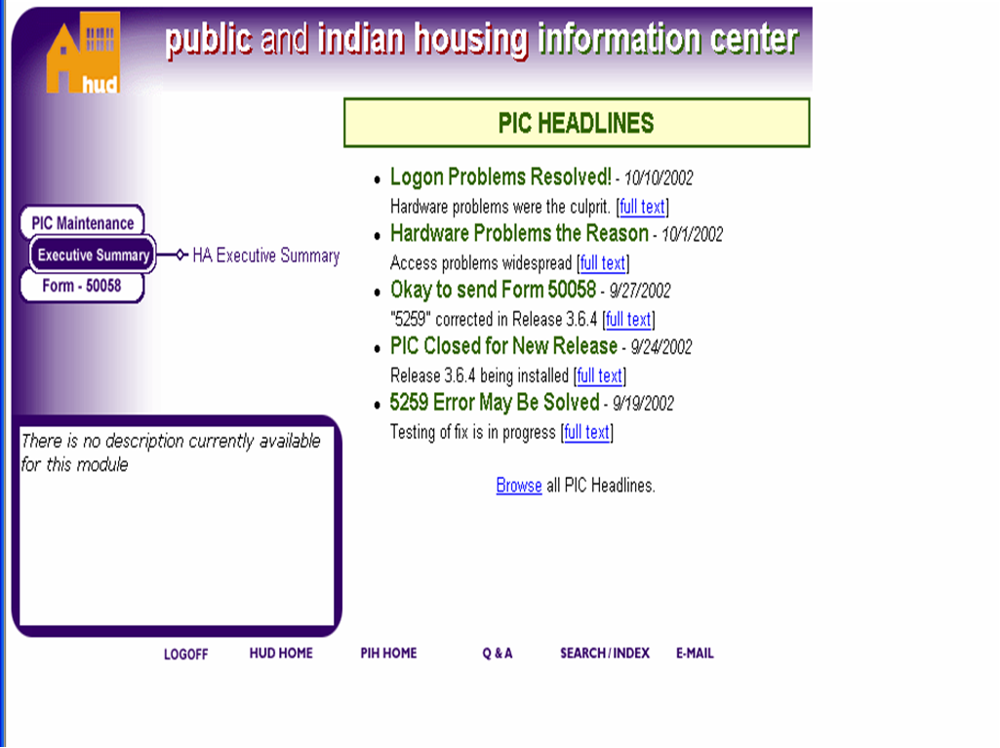 hud
public and indian housing information center
PIC HEADLINES
Logon Problems Resolved! - 10/10/2002
Hardware problems were the culprit. [full text]
Hardware Problems the Reason - 10/1/2002
Access problems widespread [full text]
Okay to send Form 50058 - 9/27/2002
"5259" corrected in Release 3.6.4 [full text]
PIC Closed for New Release - 9/24/2002
Release 3.6.4 being installed [full text]
5259 Error May Be Solved - 9/19/2002
Testing of fix is in progress [full text]
Browse all PIC Headlines.
PIC Maintenance
Executive Summary
HA Executive Summary
Form - 50058
There is no description currently available
for this module
LOGOFF HUD HOME PIH HOME Q & A SEARCH / INDEX E-MAIL